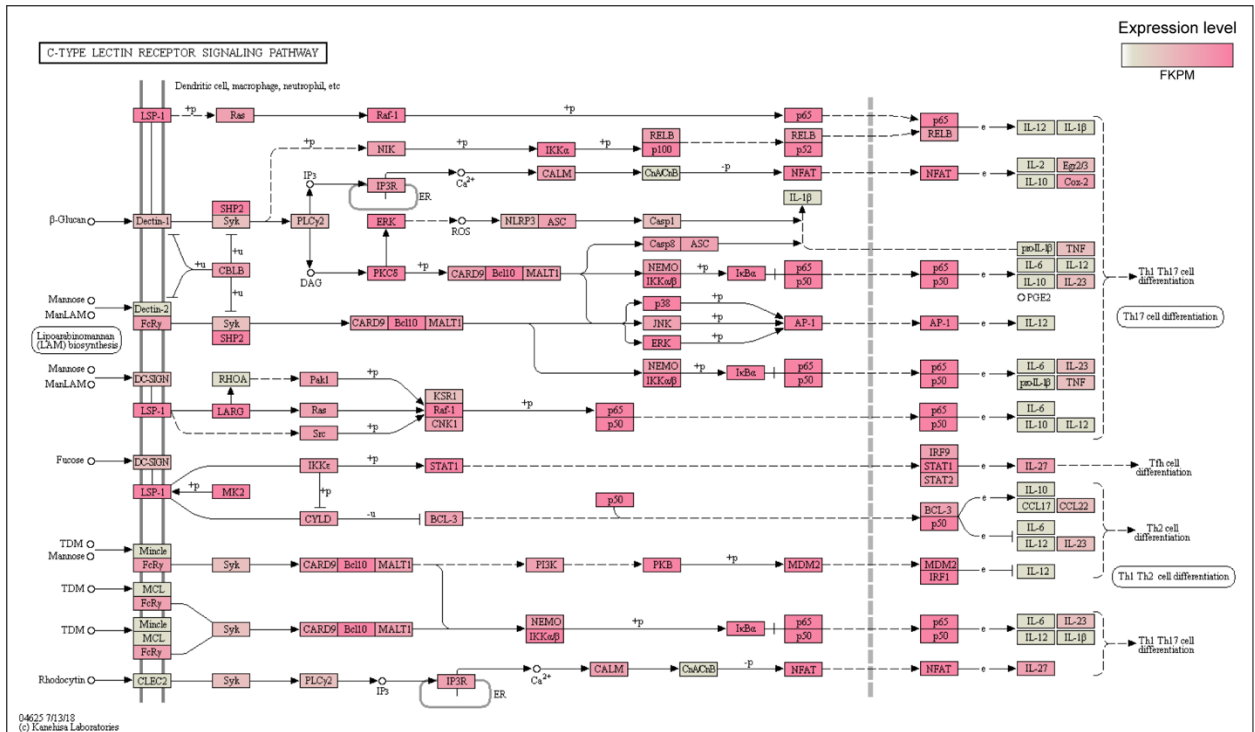 Expression level
FKPM
C-TYPE LECTIN RECEPTOR SIGNALING PATHWAY
Dendritic cell, macrophage, neutrophil, etc
LSP-1 +p Ras Raf-1 +p p65 p65 RELB e IL-12 IL-1β
+p NIK +p IKKα +p RELB p100 RELB p52
IP3 IP3R ER Ca2+ CALM CnA/CnB -p NFAT NFAT e IL-2 Egr2/3
IL-10 Cox-2
β-Glucan Dectin-1 SHP2 Syk PLCγ2 ERK ROS NLRP3 ASC Casp1 IL-1β
Casp8 ASC pro-IL-1β TNF
+u CBLB +u DAG PKCδ +p CARD9 Bcl10 MALT1 NEMO IKKα/β +p IκBα p65 p50 p65 p50 e IL-6 IL-12
IL-10 IL-23
PGE2
Th1 Th17 cell
differentiation
Th17 cell differentiation
Mannose
ManLAM
Dectin-2
FcRγ
+u
Syk
SHP2
CARD9 Bcl10 MALT1
p38 +p
JNK +p AP-1 AP-1 e IL-12
ERK +p
Lipoarabinomannan
(LAM) biosynthesis
NEMO IKKα/β +p IκBα p65 p50 p65 p50 e IL-6 IL-23
pro-IL-1β TNF
Mannose
ManLAM
DC-SIGN RHOA Pak1 +p KSR1
LSP-1 LARG Ras Raf-1 +p p65 p50 p65 p50 e IL-6
Src +p CNK1 IL-10 IL-12
Fucose DC-SIGN IKKε +p STAT1 IRF9 STAT1 STAT2 e IL-27 Tfh cell
differentiation
LSP-1 +p MK2 +p p50
CYLD -u BCL-3 BCL-3 p50 e IL-10
CCL17 CCL22
e IL-6
IL-12 IL-23
Th2 cell
differentiation
TDM
Mannose
Mincle
FcRγ Syk CARD9 Bcl10 MALT1 PI3K PKB +p MDM2 MDM2 IRF1 e IL-12
Th1 Th2 cell differentiation
TDM MCL
FcRγ
TDM Mincle
MCL
FcRγ
Syk CARD9 Bcl10 MALT1 NEMO IKKα/β +p IκBα p65 p50 p65 p50 e IL-6 IL-23
IL-12 IL-1β
Th1 Th17 cell
differentiation
Rhodocytin CLEC2 Syk PLCγ2 IP3 IP3R ER Ca2+ CALM CnA/CnB -p NFAT NFAT e IL-27
04625 7/13/18
(c) Kanehisa Laboratories